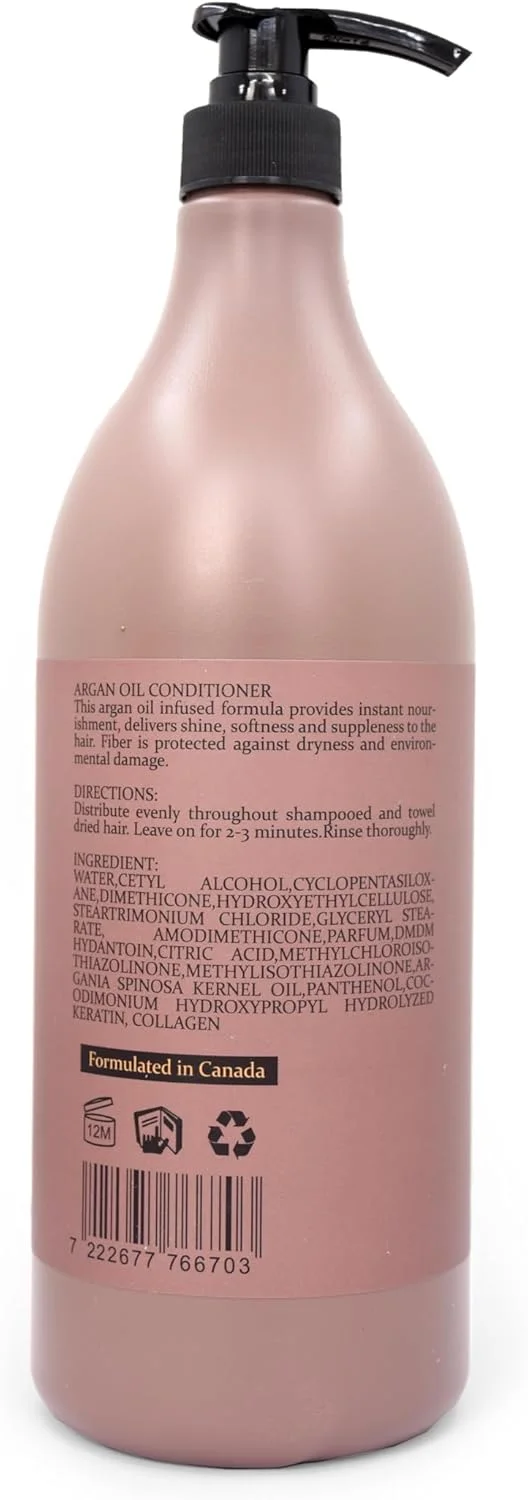 ARGAN OIL CONDITIONER
This argan oil infused formula provides instant nour-
ishment, delivers shine, softness and suppleness to the
hair. Fiber is protected against dryness and environ-
mental damage.
DIRECTIONS:
Distribute evenly throughout shampooed and towel
dried hair. Leave on for 2-3 minutes.Rinse thoroughly.
INGREDIENT:
WATER,CETYL ALCOHOL,CYCLOPENTASILOX-
ANE,DIMETHICONE,HYDROXYETHYLCELLULOSE,
STEARTRIMONIUM CHLORIDE,GLYCERYL STEA-
RATE, AMODIMETHICONE,PARFUM,DMDM
HYDANTOIN,CITRIC ACID,METHYLCHLOROISO-
THIAZOLINONE,METHYLISOTHIAZOLINONE,AR-
GANIA SPINOSA KERNEL OIL,PANTHENOL,COC-
ODIMONIUM HYDROXYPROPYL HYDROLYZED
KERATIN, COLLAGEN
Formulated in Canada
12M
7 222677 766703